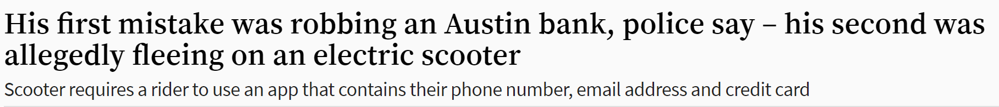 His first mistake was robbing an Austin bank, police say – his second was
allegedly fleeing on an electric scooter
Scooter requires a rider to use an app that contains their phone number, email address and credit card